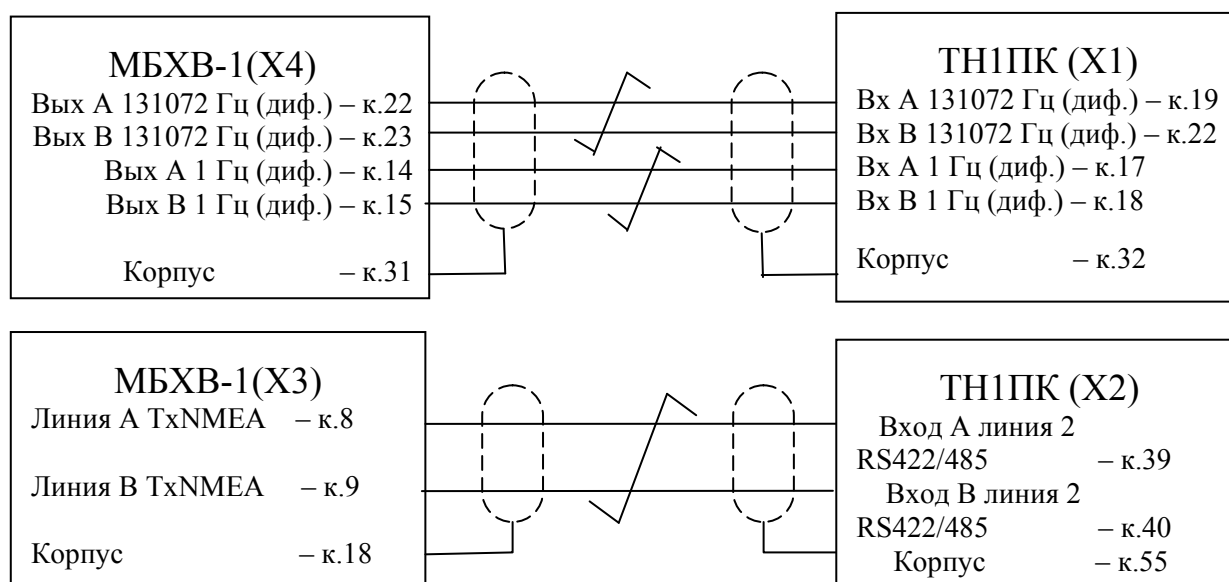 МБХВ-1(X4)
Вых А 131072 Гц (диф.) – к.22
Вых В 131072 Гц (диф.) – к.23
Вых А 1 Гц (диф.) – к.14
Вых В 1 Гц (диф.) – к.15
Корпус – к.31
ТН1ПК (X1)
Вх А 131072 Гц (диф.) – к.19
Вх В 131072 Гц (диф.) – к.22
Вх А 1 Гц (диф.) – к.17
Вх В 1 Гц (диф.) – к.18
Корпус – к.32
МБХВ-1(X3)
Линия А TxNMEA – к.8
Линия В TxNMEA – к.9
Корпус – к.18
ТН1ПК (X2)
Вход А линия 2
RS422/485 – к.39
Вход В линия 2
RS422/485 – к.40
Корпус – к.55